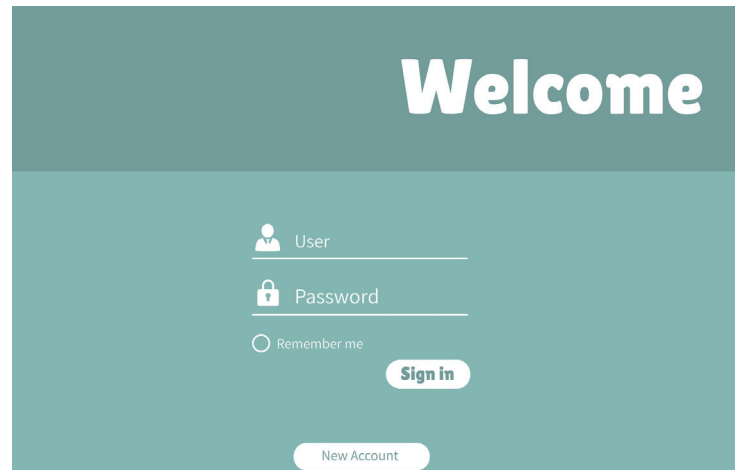 Welcome
User
Password
Remember me
Sign in
New Account